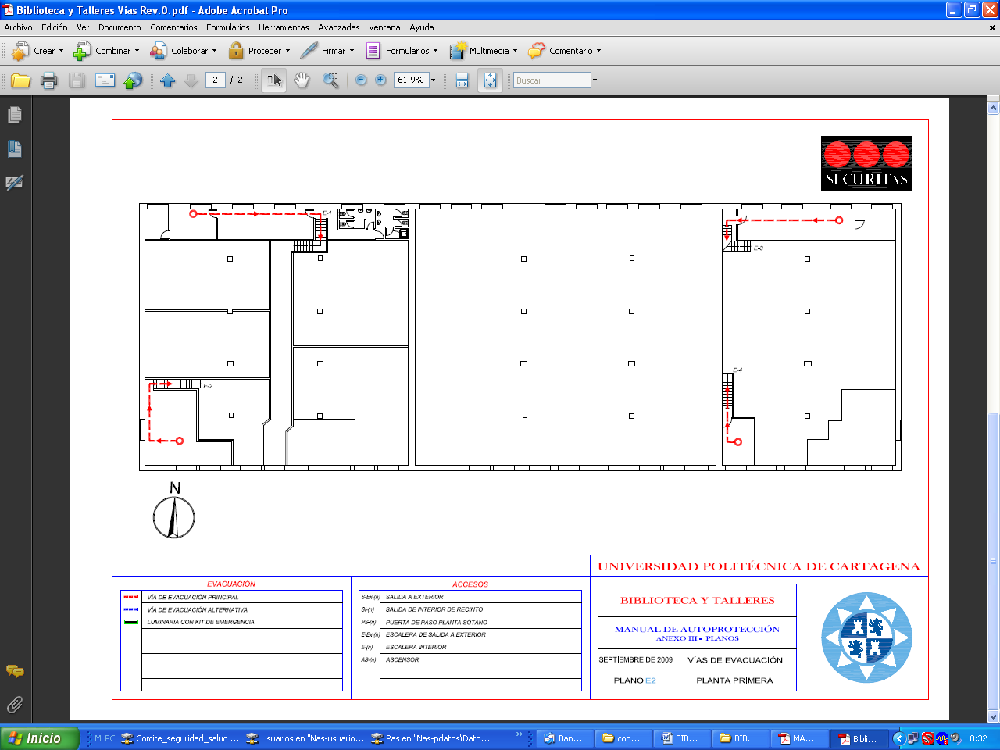 Biblioteca y Talleres Vías Rev.0.pdf - Adobe Acrobat Pro
Archivo Edición Ver Documento Comentarios Formularios Herramientas Avanzadas Ventana Ayuda
Crear Combinar Colaborar Proteger Firmar Formularios Multimedia Comentario
2 / 2 61,9% Buscar
SECURITAS
E-1
E-3
E-4
E-2
N
UNIVERSIDAD POLITÉCNICA DE CARTAGENA
EVACUACIÓN
VÍA DE EVACUACIÓN PRINCIPAL
VÍA DE EVACUACIÓN ALTERNATIVA
LUMINARIA CON KIT DE EMERGENCIA
ACCESOS
S-Ex-(n) SALIDA A EXTERIOR
SI-(n) SALIDA DE INTERIOR DE RECINTO
PS-(n) PUERTA DE PASO PLANTA SÓTANO
E-Ex-(n) ESCALERA DE SALIDA A EXTERIOR
E-(n) ESCALERA INTERIOR
AS-(n) ASCENSOR
BIBLIOTECA Y TALLERES
MANUAL DE AUTOPROTECCIÓN
ANEXO III - PLANOS
SEPTIEMBRE DE 2009 VÍAS DE EVACUACIÓN
PLANO E2 PLANTA PRIMERA
Inicio Mi PC Comite_seguridad_salud ... Usuarios en "Nas-usuario... Pas en "Nas-pdatos\Dato... » Ban... coo... BIB... BIB... MA... Bibli... 8:32